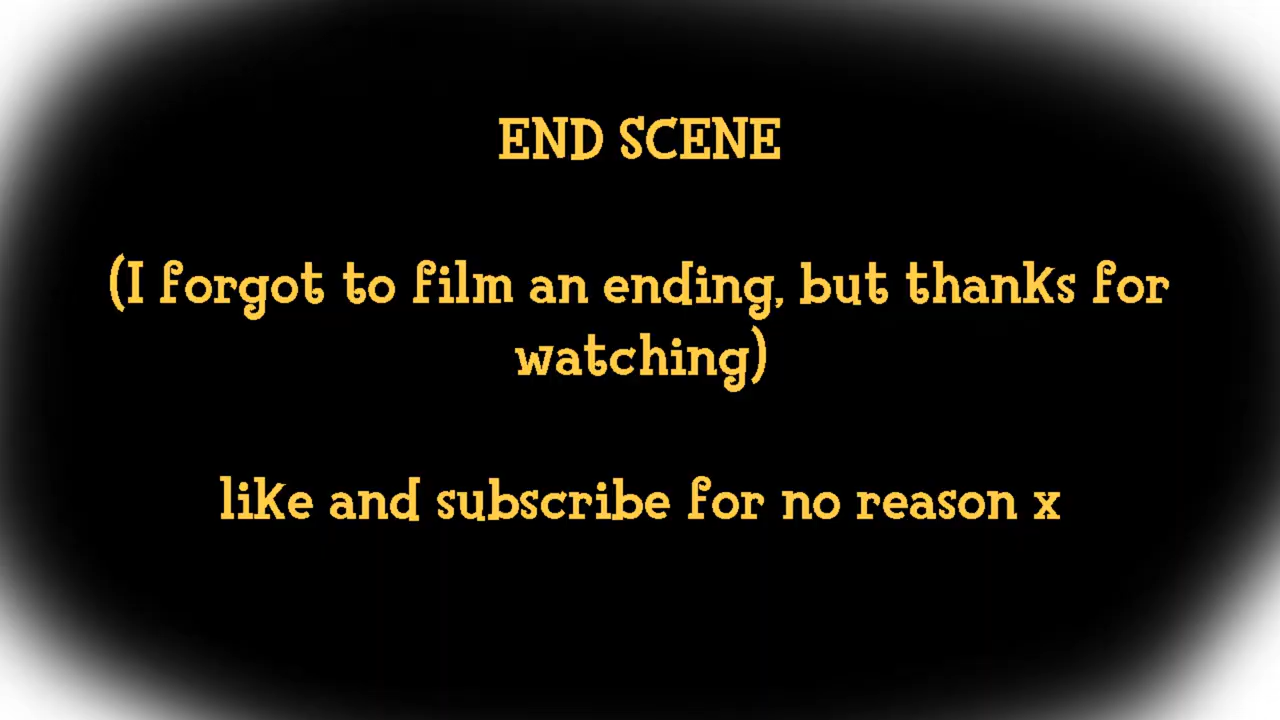 END SCENE
(I forgot to film an ending, but thanks for
watching)
like and subscribe for no reason x